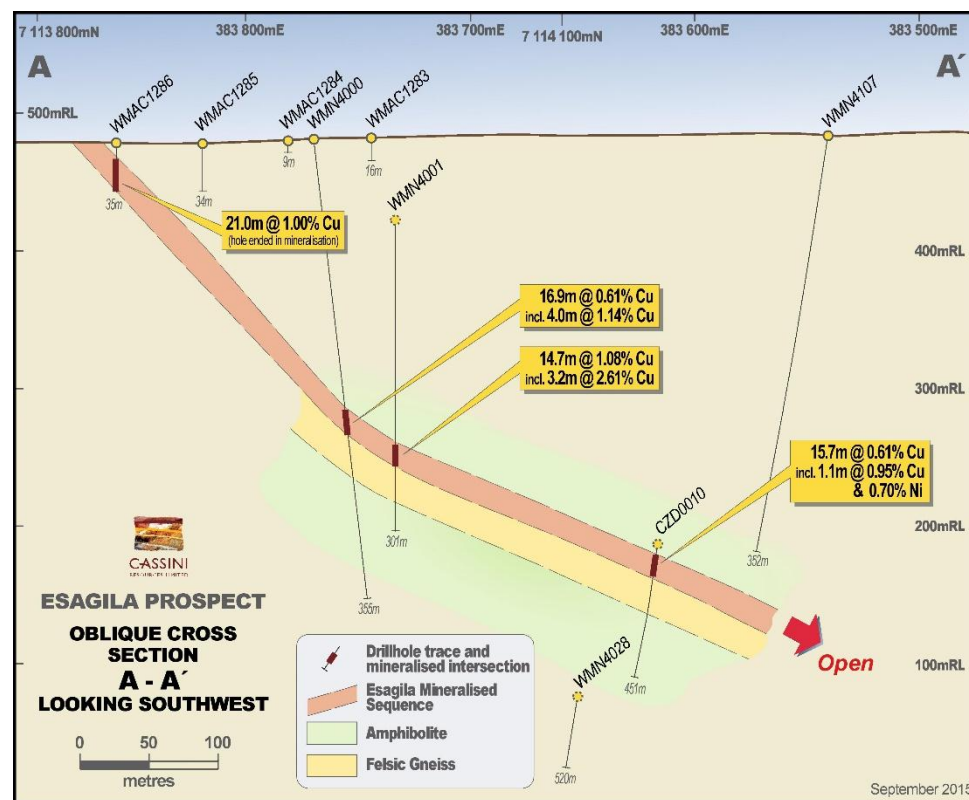 7 113 800mN
383 800mE
383 700mE
7 114 100mN
383 600mE
383 500mE
A
A´
500mRL
400mRL
300mRL
200mRL
100mRL
WMAC1286
WMAC1285
WMAC1284
WMN4000
WMAC1283
WMN4107
WMN4001
CZD0010
WMN4028
35m
34m
9m
16m
301m
355m
352m
451m
520m
21.0m @ 1.00% Cu
(hole ended in mineralisation)
16.9m @ 0.61% Cu
incl. 4.0m @ 1.14% Cu
14.7m @ 1.08% Cu
incl. 3.2m @ 2.61% Cu
15.7m @ 0.61% Cu
incl. 1.1m @ 0.95% Cu
& 0.70% Ni
Open
CASSINI
RESOURCES LIMITED
ESAGILA PROSPECT
OBLIQUE CROSS
SECTION
A - A´
LOOKING SOUTHWEST
0 50 100
metres
Drillhole trace and
mineralised intersection
Esagila Mineralised
Sequence
Amphibolite
Felsic Gneiss
September 2015